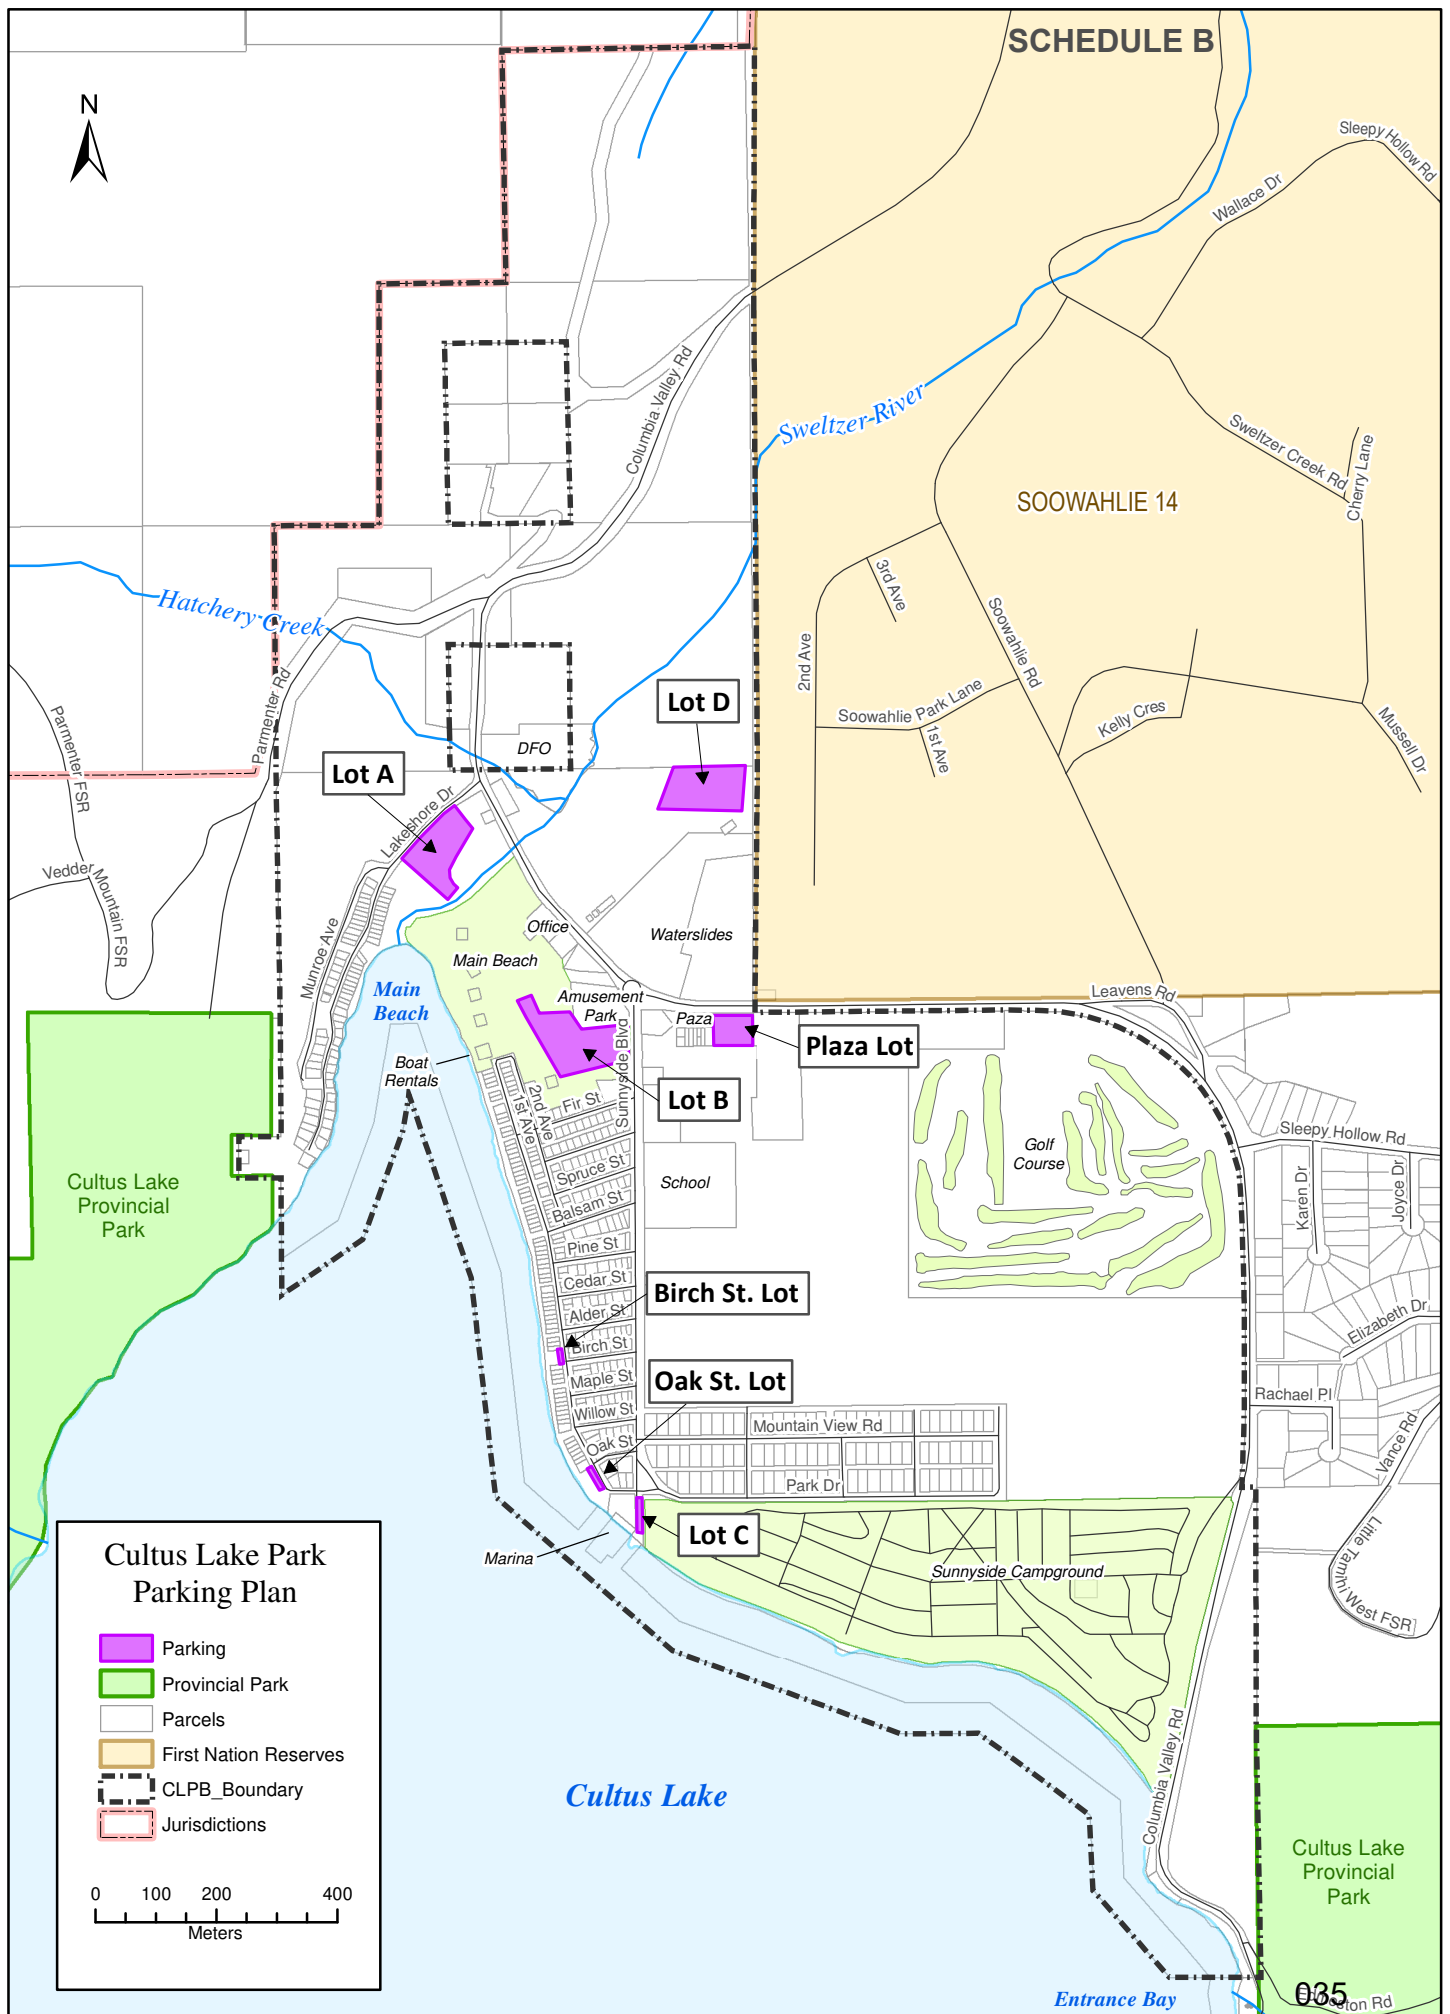 SCHEDULE B
N
Sleepy Hollow Rd
Wallace Dr
Columbia Valley Rd
Sweltzer River
Sweltzer Creek Rd
Cherry Lane
SOOWAHLIE 14
Hatchery Creek
3rd Ave
Soowahlie Rd
2nd Ave
Parmenter Rd
Lot D
Soowahlie Park Lane
Kelly Cres
1st Ave
Mussell Dr
Parmenter FSR
DFO
Lot A
Lakeshore Dr
Vedder Mountain FSR
Munroe Ave
Office
Waterslides
Main Beach
Main
Beach
Amusement
Park
Paza
Leavens Rd
Plaza Lot
Sunnyside Blvd
Boat
Rentals
2nd Ave
1st Ave
Fir St
Lot B
Golf
Course
Sleepy Hollow Rd
Spruce St
School
Karen Dr
Joyce Dr
Cultus Lake
Provincial
Park
Balsam St
Pine St
Cedar St
Birch St. Lot
Alder St
Elizabeth Dr
Birch St
Maple St
Oak St. Lot
Rachael Pl
Willow St
Mountain View Rd
Oak St
Vance Rd
Park Dr
Lot C
Marina
Sunnyside Campground
Little Tamihi West FSR
Cultus Lake Park
Parking Plan
Parking
Provincial Park
Parcels
First Nation Reserves
CLPB_Boundary
Jurisdictions
0 100 200 400
Meters
Columbia Valley Rd
Cultus Lake
Cultus Lake
Provincial
Park
Entrance Bay
035
Rd